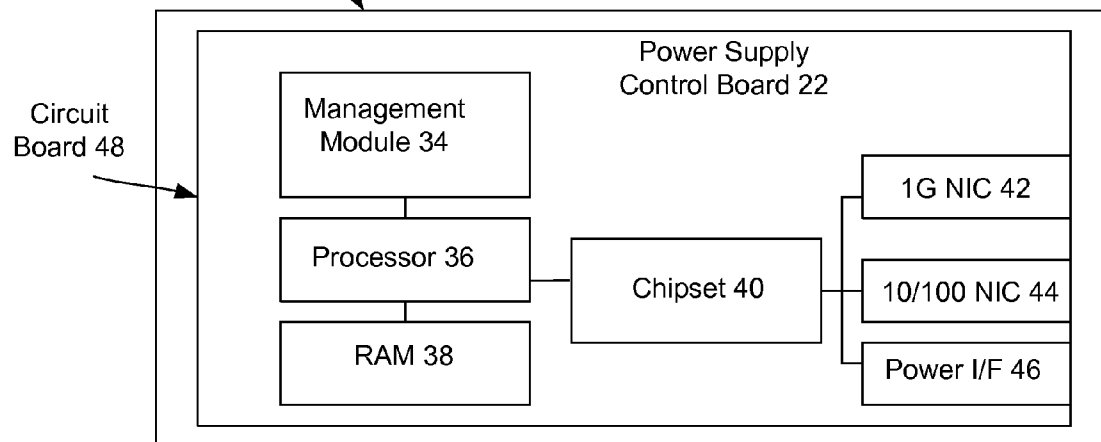 Power Supply
Control Board 22
Management
Module 34
Circuit
Board 48
1G NIC 42
Processor 36
Chipset 40
10/100 NIC 44
RAM 38
Power I/F 46